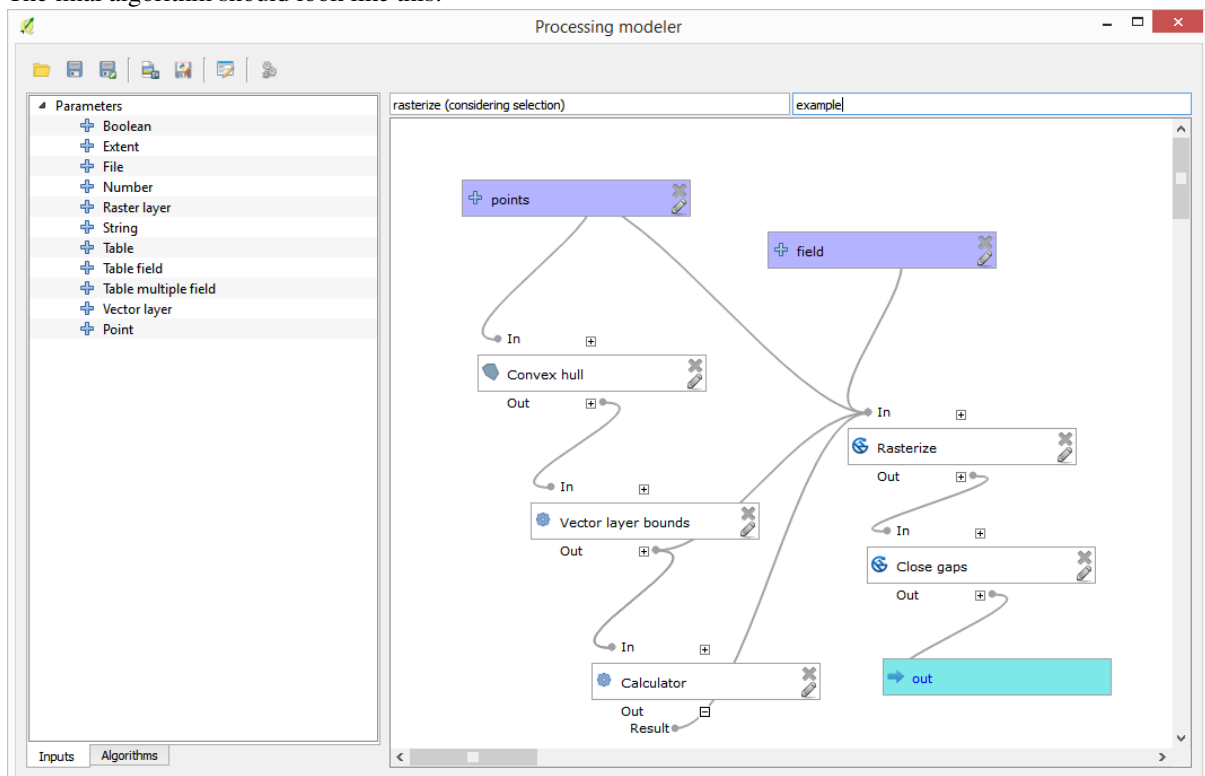 The final algorithm should look like this:
Processing modeler
Parameters
Boolean
Extent
File
Number
Raster layer
String
Table
Table field
Table multiple field
Vector layer
Point
Inputs
Algorithms
rasterize (considering selection)
example
points
field
In
Convex hull
Out
In
Rasterize
Out
In
Vector layer bounds
Out
In
Close gaps
Out
In
Calculator
Out
Result
out